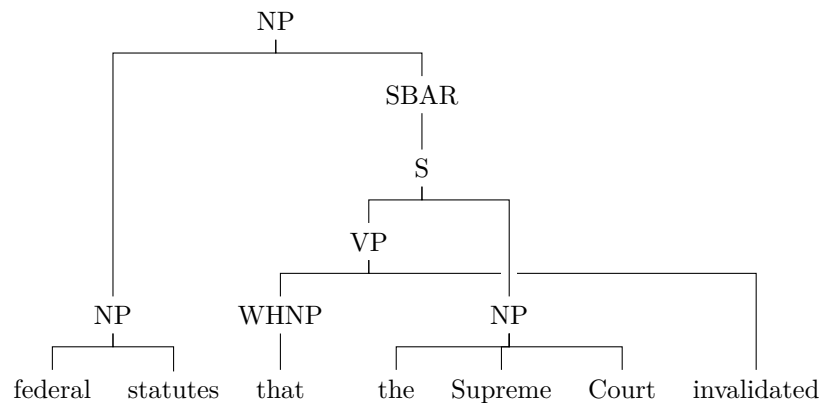 NP
SBAR
S
VP
NP WHNP NP
federal statutes that the Supreme Court invalidated